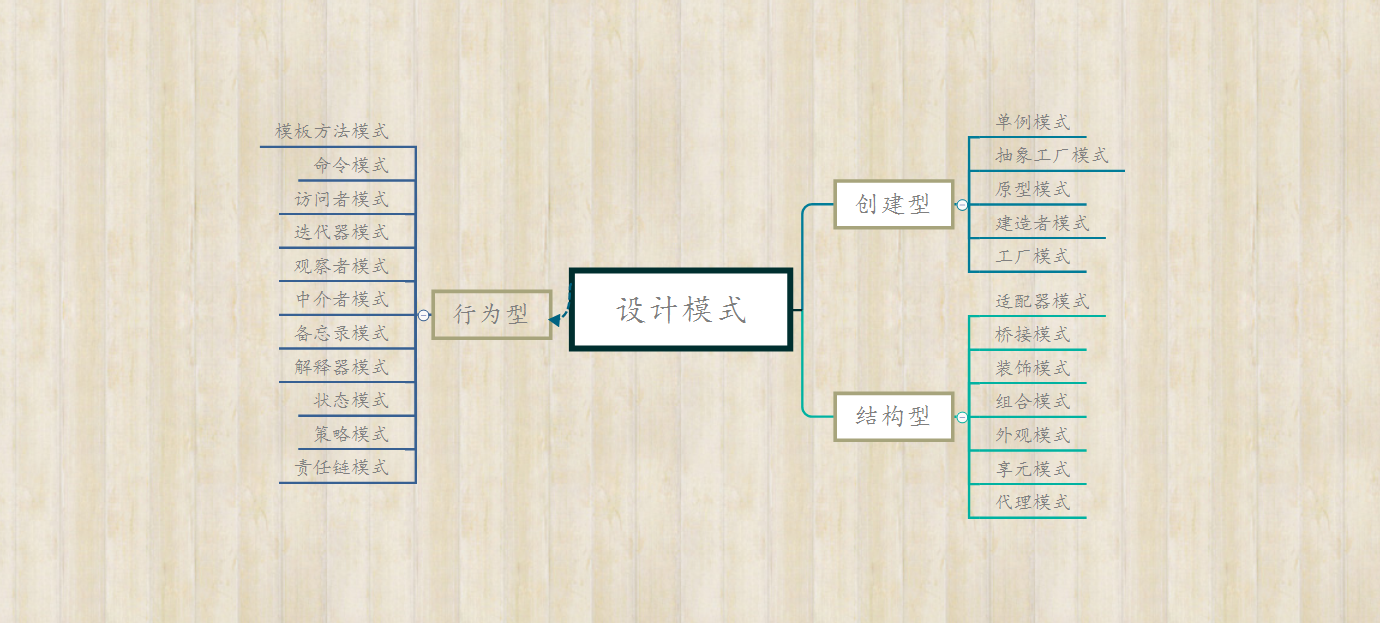 设计模式
行为型
模板方法模式
命令模式
访问者模式
迭代器模式
观察者模式
中介者模式
备忘录模式
解释器模式
状态模式
策略模式
责任链模式
创建型
单例模式
抽象工厂模式
原型模式
建造者模式
工厂模式
结构型
适配器模式
桥接模式
装饰模式
组合模式
外观模式
享元模式
代理模式